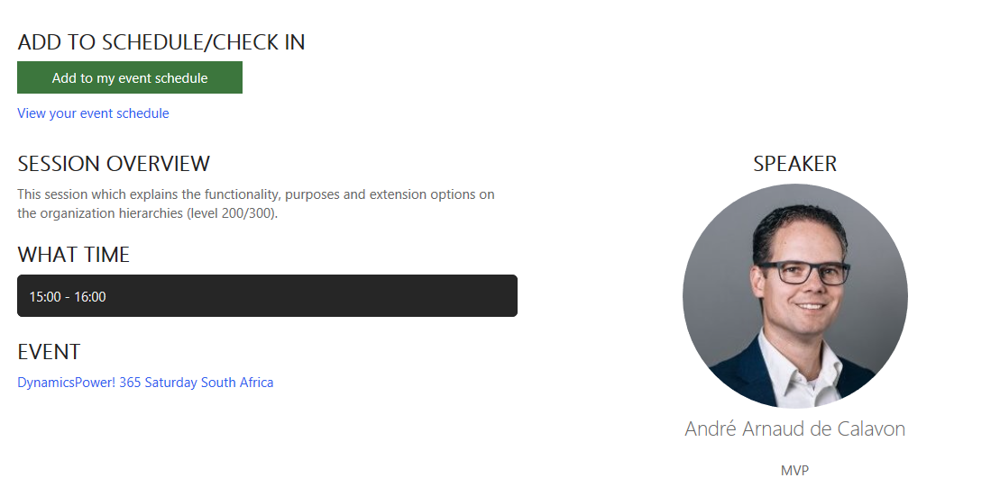 ADD TO SCHEDULE/CHECK IN
Add to my event schedule
View your event schedule
SESSION OVERVIEW
This session which explains the functionality, purposes and extension options on
the organization hierarchies (level 200/300).
WHAT TIME
15:00 - 16:00
EVENT
DynamicsPower! 365 Saturday South Africa
SPEAKER
André Arnaud de Calavon
MVP